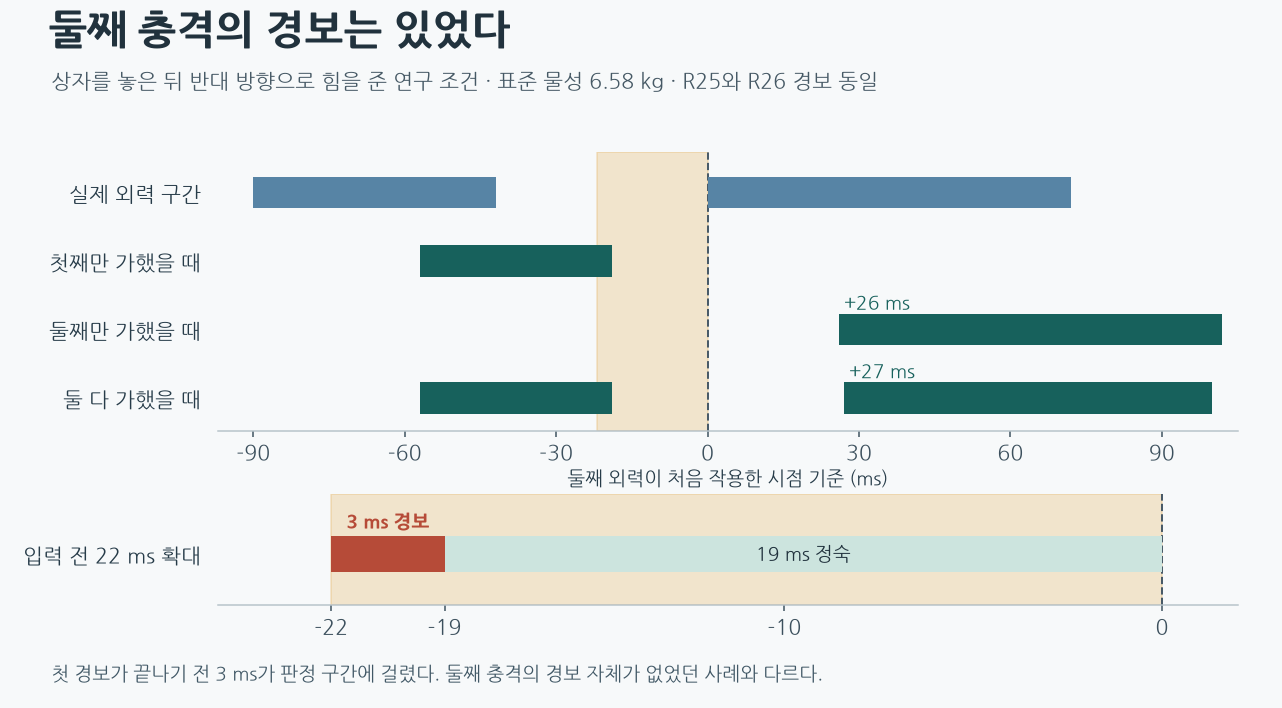 둘째 충격의 경보는 있었다
상자를 놓은 뒤 반대 방향으로 힘을 준 연구 조건 · 표준 물성 6.58 kg · R25와 R26 경보 동일
실제 외력 구간
첫째만 가했을 때
+26 ms
둘째만 가했을 때
+27 ms
둘 다 가했을 때
-90 -60 -30 0 30 60 90
둘째 외력이 처음 작용한 시점 기준 (ms)
3 ms 경보
입력 전 22 ms 확대
19 ms 정숙
-22 -19 -10 0
첫 경보가 끝나기 전 3 ms가 판정 구간에 걸렸다. 둘째 충격의 경보 자체가 없었던 사례와 다르다.